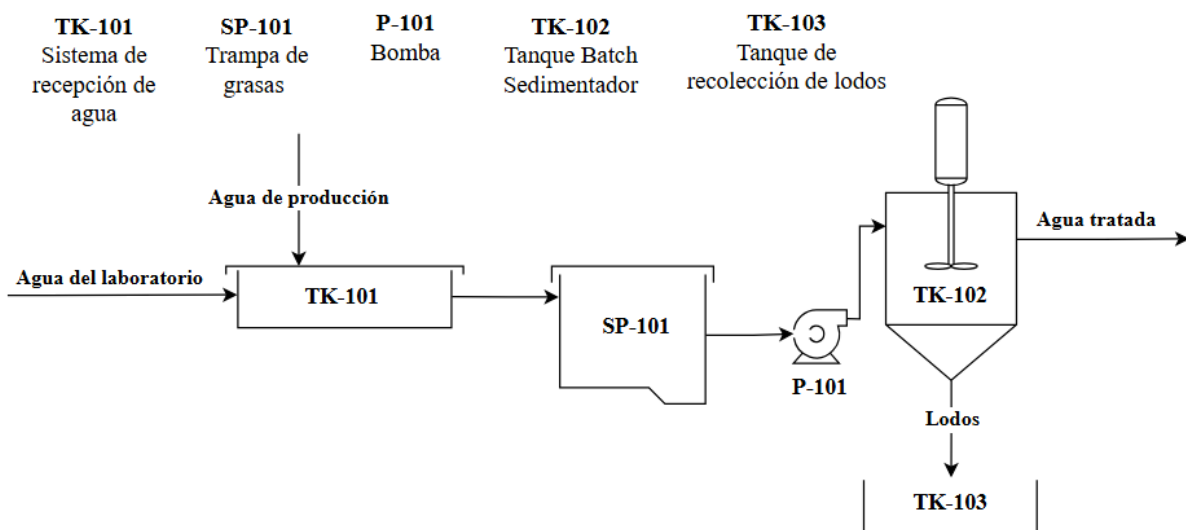 TK-101
Sistema de
recepción de
agua
SP-101
Trampa de
grasas
P-101
Bomba
TK-102
Tanque Batch
Sedimentador
TK-103
Tanque de
recolección de lodos
Agua de producción
Agua tratada
Agua del laboratorio
TK-101
TK-102
SP-101
P-101
Lodos
TK-103